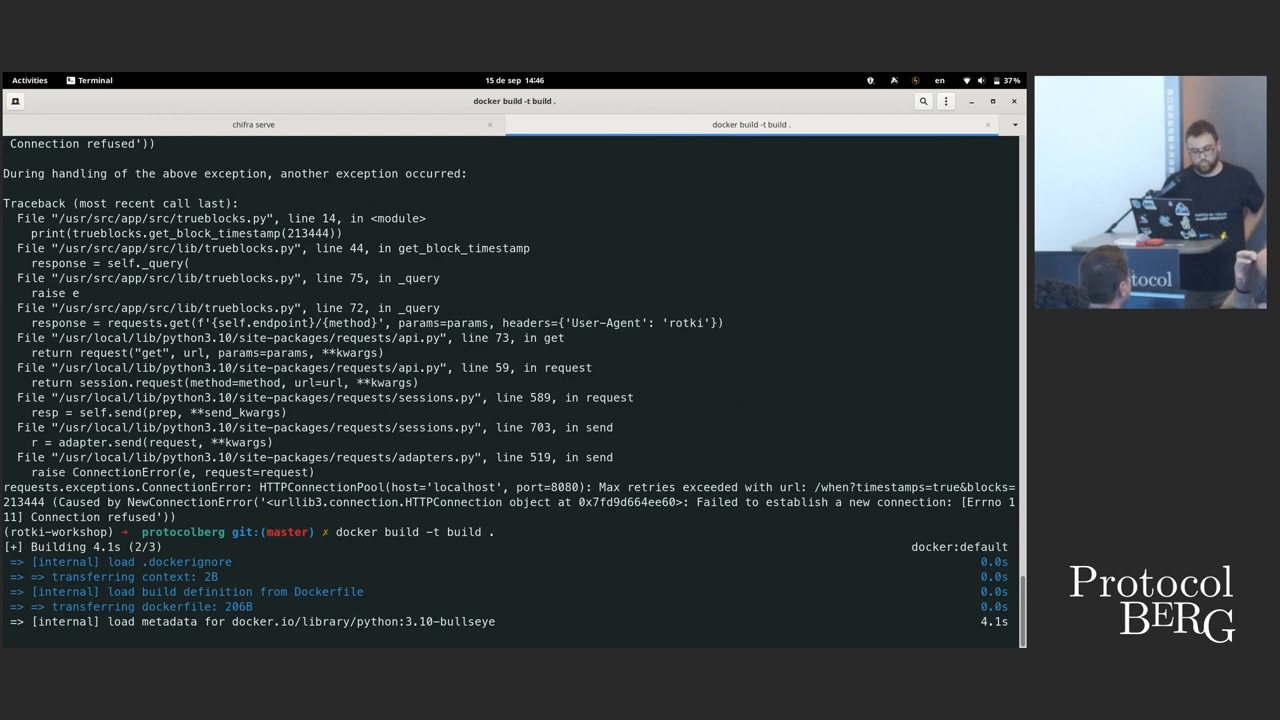 Activities
Terminal
15 de sep 14:46
en
37%
docker build -t build .
chifra serve
docker build -t build .
Connection refused'))
During handling of the above exception, another exception occurred:
Traceback (most recent call last):
File "/usr/src/app/src/trueblocks.py", line 14, in <module>
print(trueblocks.get_block_timestamp(213444))
File "/usr/src/app/src/lib/trueblocks.py", line 44, in get_block_timestamp
response = self._query(
File "/usr/src/app/src/lib/trueblocks.py", line 75, in _query
raise e
File "/usr/src/app/src/lib/trueblocks.py", line 72, in _query
response = requests.get(f'{self.endpoint}/{method}', params=params, headers={'User-Agent': 'rotki'})
File "/usr/local/lib/python3.10/site-packages/requests/api.py", line 73, in get
return request("get", url, params=params, **kwargs)
File "/usr/local/lib/python3.10/site-packages/requests/api.py", line 59, in request
return session.request(method=method, url=url, **kwargs)
File "/usr/local/lib/python3.10/site-packages/requests/sessions.py", line 589, in request
resp = self.send(prep, **send_kwargs)
File "/usr/local/lib/python3.10/site-packages/requests/sessions.py", line 703, in send
r = adapter.send(request, **kwargs)
File "/usr/local/lib/python3.10/site-packages/requests/adapters.py", line 519, in send
raise ConnectionError(e, request=request)
requests.exceptions.ConnectionError: HTTPConnectionPool(host='localhost', port=8080): Max retries exceeded with url: /when?timestamps=true&blocks=
213444 (Caused by NewConnectionError('<urllib3.connection.HTTPConnection object at 0x7fd9d664ee60>: Failed to establish a new connection: [Errno 1
11] Connection refused'))
(rotki-workshop) → protocolberg git:(master) ✗ docker build -t build .
[+] Building 4.1s (2/3) docker:default
=> [internal] load .dockerignore 0.0s
=> => transferring context: 2B 0.0s
=> [internal] load build definition from Dockerfile 0.0s
=> => transferring dockerfile: 206B 0.0s
=> [internal] load metadata for docker.io/library/python:3.10-bullseye 4.1s
tocol
Protocol
BERG